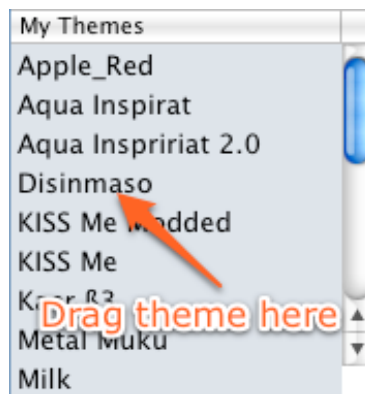 My Themes
Apple_Red
Aqua Inspirat
Aqua Inspririat 2.0
Disinmaso
KISS Me Modded
KISS Me
ß3
Drag theme here
Metal Muku
Milk